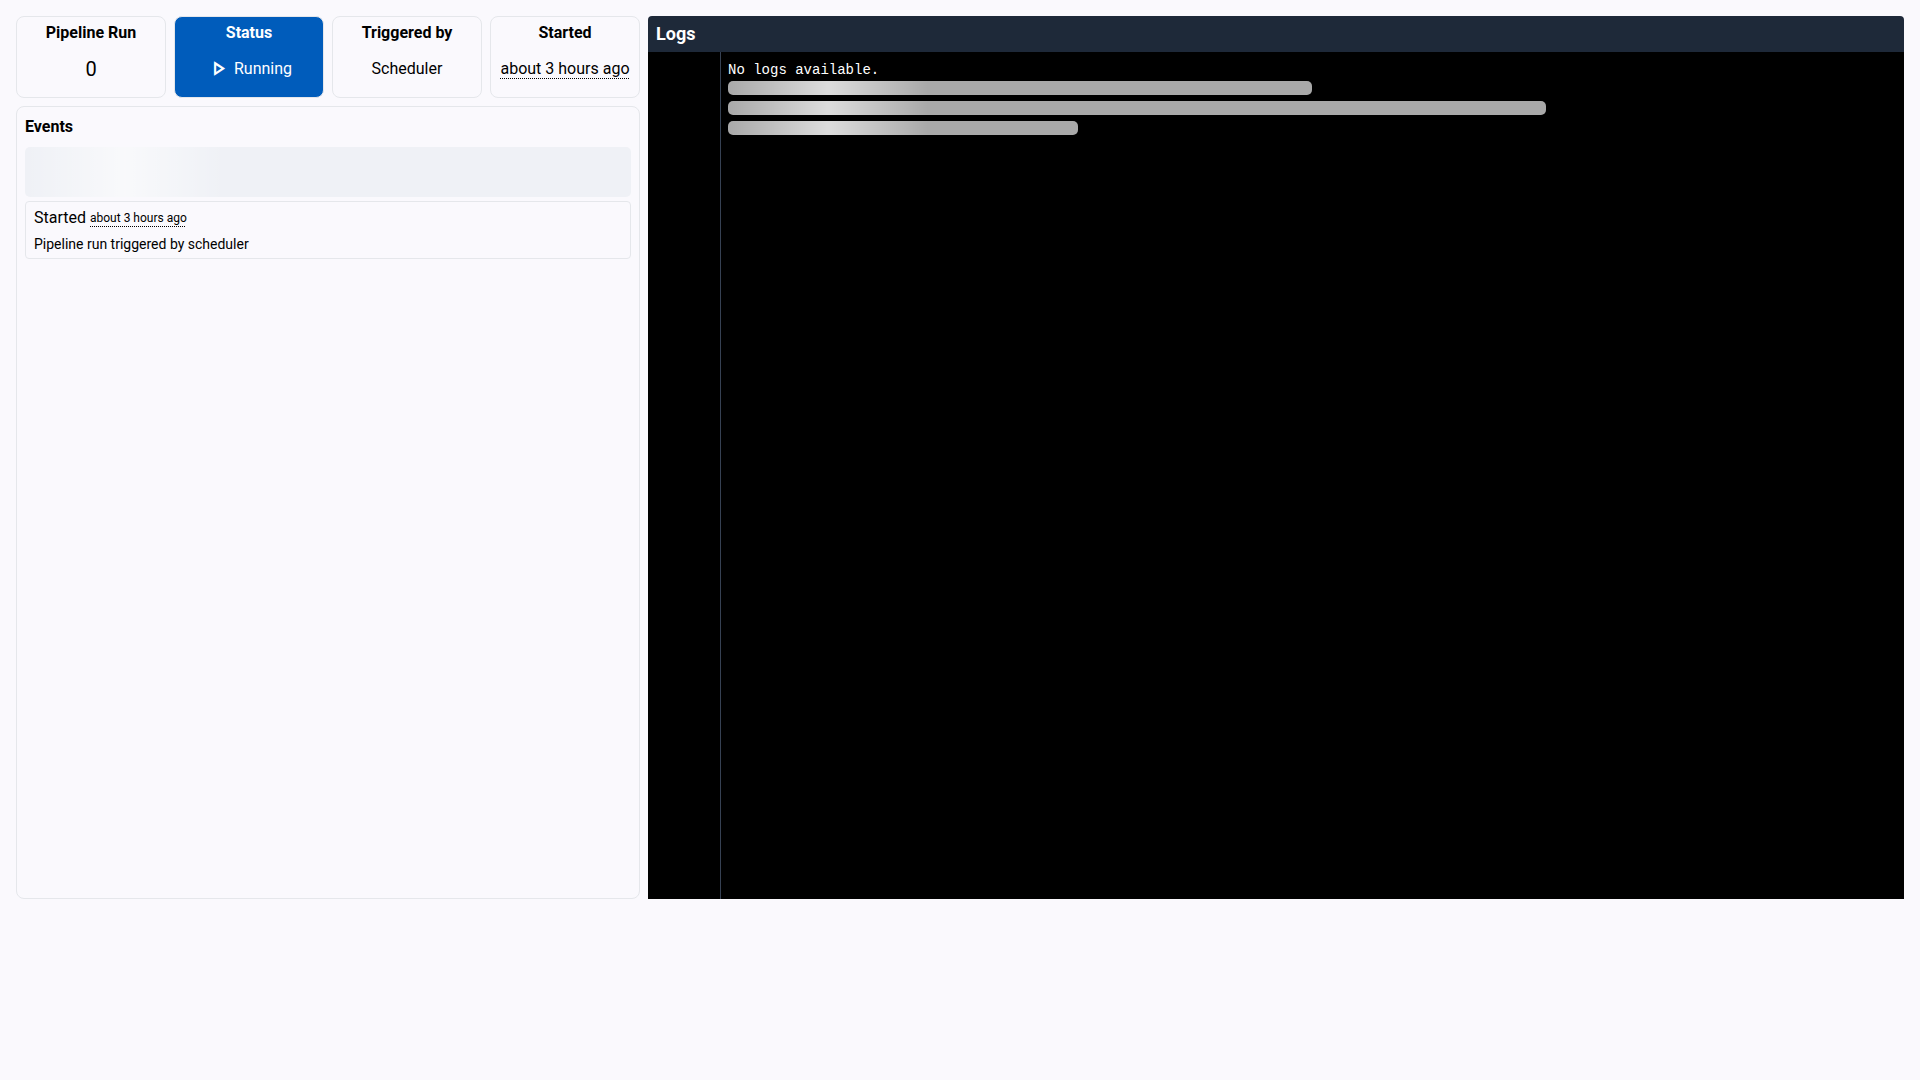 Pipeline Run
0
Status
Running
Triggered by
Scheduler
Started
about 3 hours ago
Events
Started about 3 hours ago
Pipeline run triggered by scheduler
Logs
No logs available.